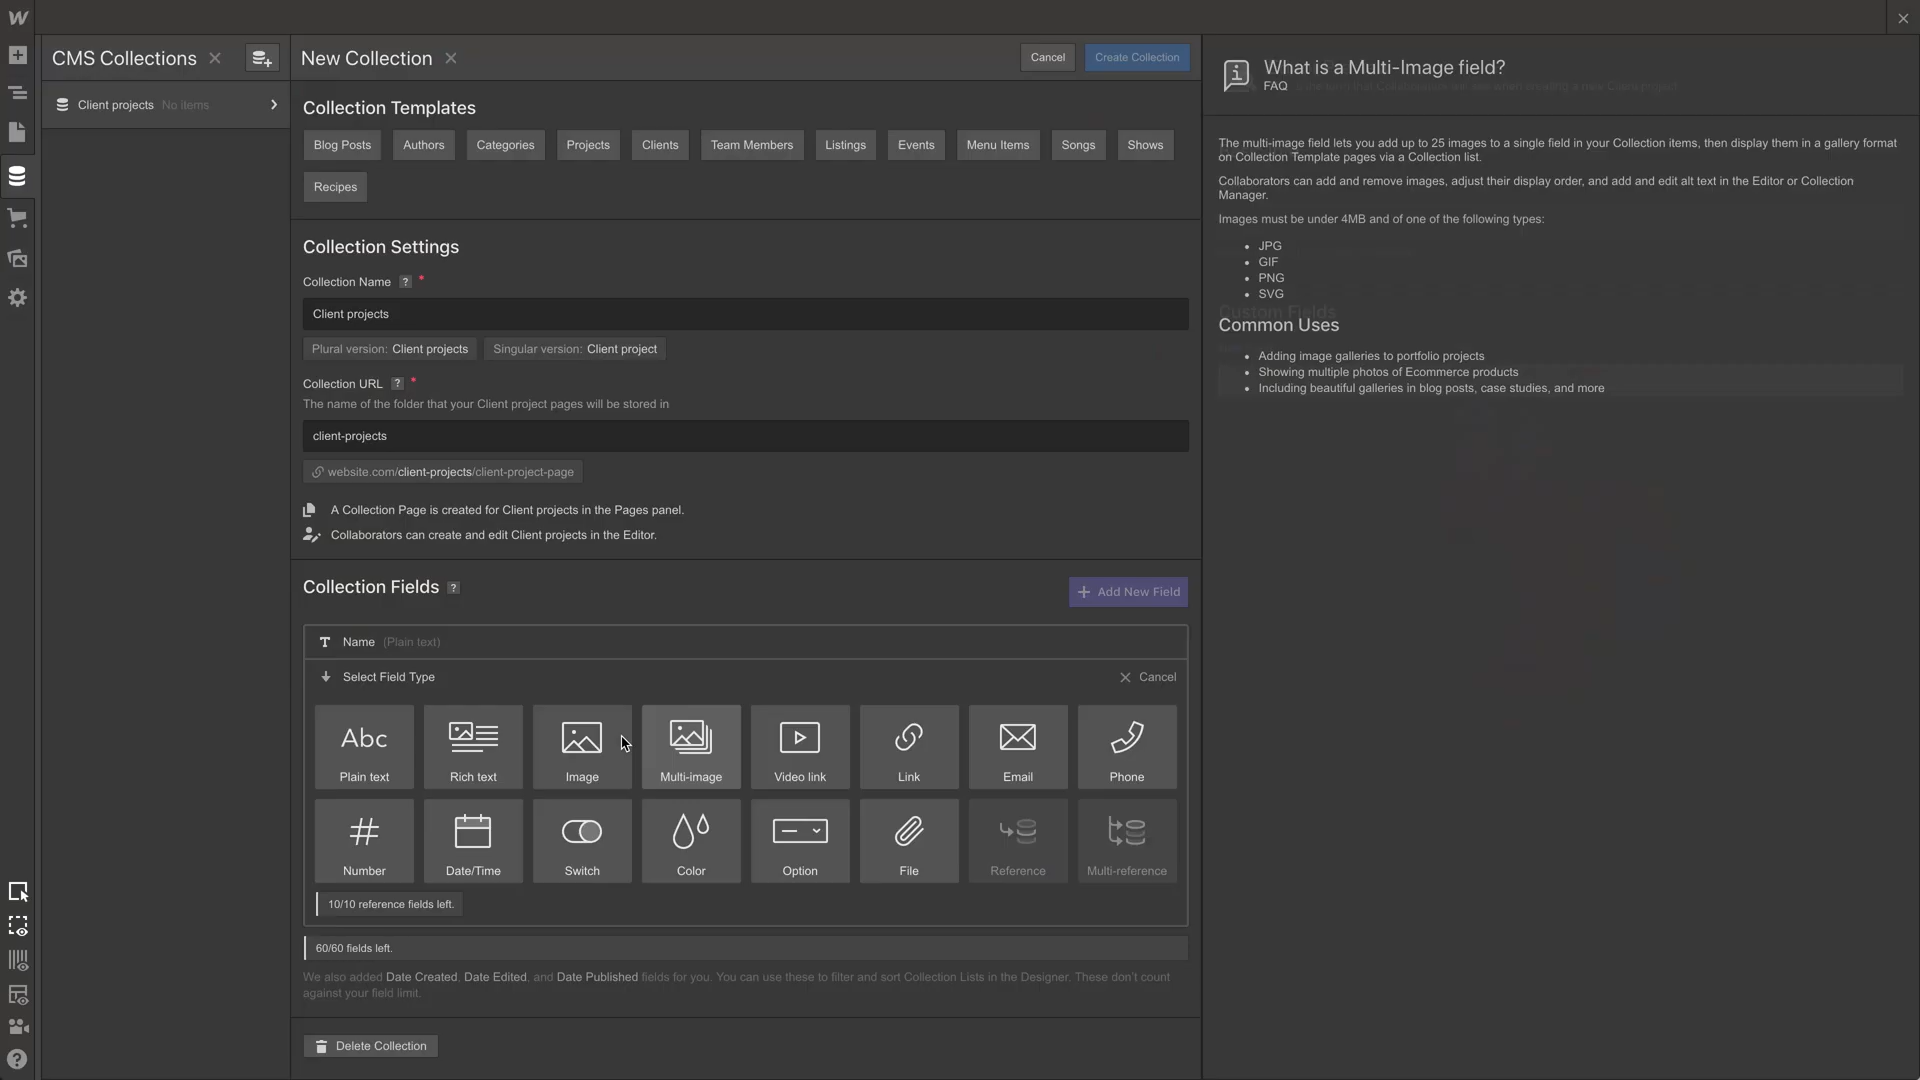 CMS Collections
New Collection
Cancel
Create Collection
What is a Multi-Image field?
FAQ
Client projects No items
Collection Templates
Blog Posts
Authors
Categories
Projects
Clients
Team Members
Listings
Events
Menu Items
Songs
Shows
Recipes
The multi-image field lets you add up to 25 images to a single field in your Collection items, then display them in a gallery format
on Collection Template pages via a Collection list.
Collaborators can add and remove images, adjust their display order, and add and edit alt text in the Editor or Collection
Manager.
Images must be under 4MB and of one of the following types:
JPG
GIF
PNG
SVG
Custom Fields
Common Uses
Adding image galleries to portfolio projects
Showing multiple photos of Ecommerce products
Including beautiful galleries in blog posts, case studies, and more
Collection Settings
Collection Name ? *
Client projects
Plural version: Client projects
Singular version: Client project
Collection URL ? *
The name of the folder that your Client project pages will be stored in
client-projects
website.com/client-projects/client-project-page
A Collection Page is created for Client projects in the Pages panel.
Collaborators can create and edit Client projects in the Editor.
Collection Fields ?
+ Add New Field
Name (Plain text)
Select Field Type
Cancel
Abc
Plain text
Rich text
Image
Multi-image
Video link
Link
Email
Phone
Number
Date/Time
Switch
Color
Option
File
Reference
Multi-reference
10/10 reference fields left.
60/60 fields left.
We also added Date Created, Date Edited, and Date Published fields for you. You can use these to filter and sort Collection Lists in the Designer. These don't count
against your field limit.
Delete Collection